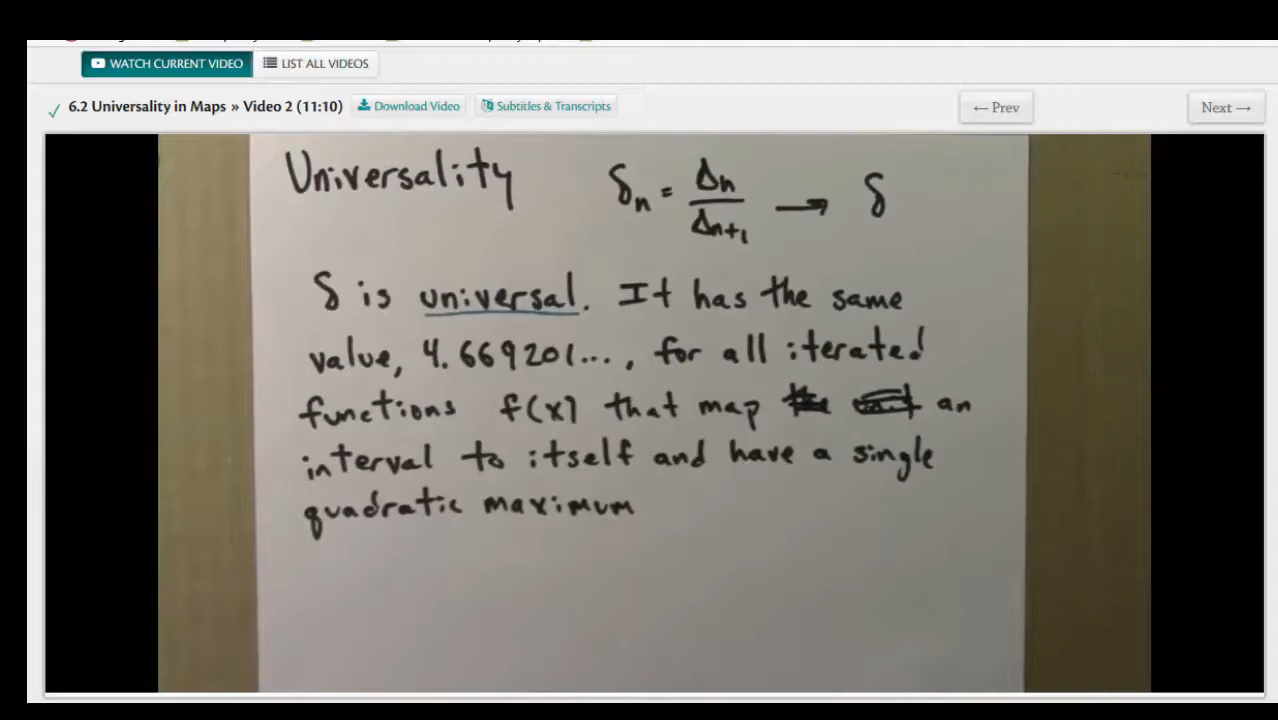 WATCH CURRENT VIDEO LIST ALL VIDEOS
6.2 Universality in Maps » Video 2 (11:10) Download Video Subtitles & Transcripts ← Prev Next →
Universality δn = Δn / Δn+1 → δ
δ is universal. It has the same
value, 4.669201..., for all iterated
functions f(x) that map an
interval to itself and have a single
quadratic maximum